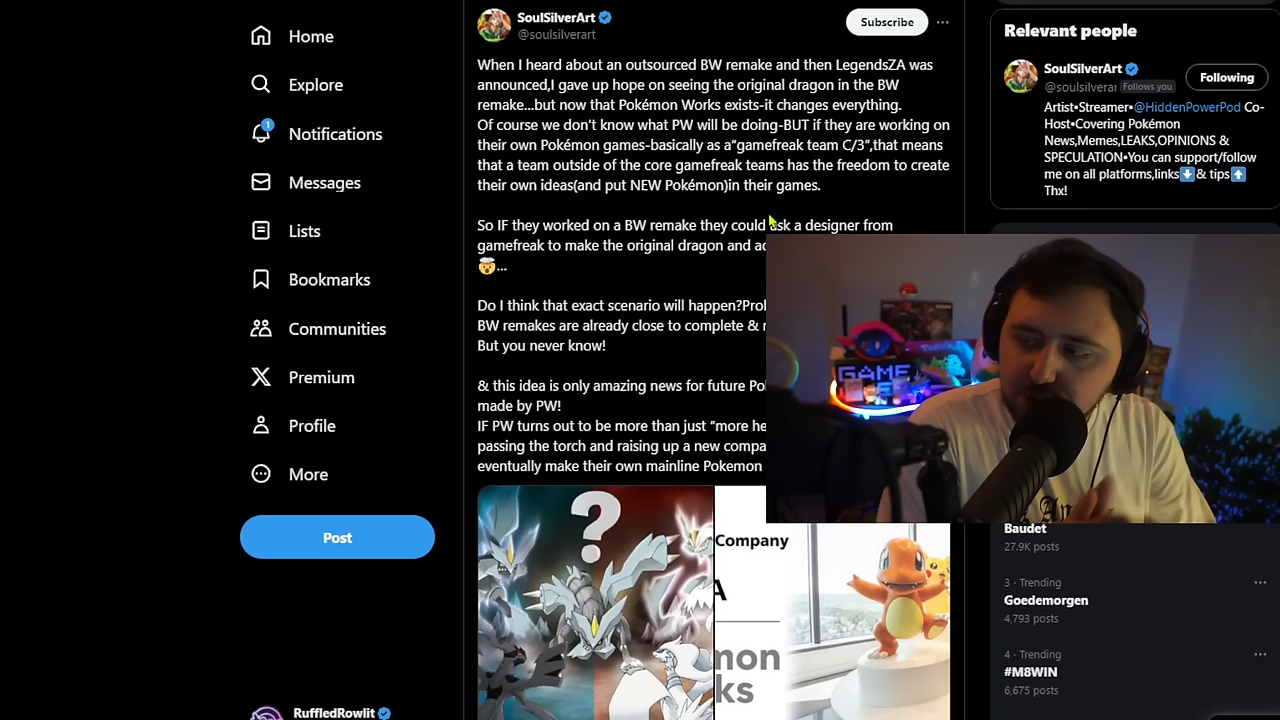 Home
Explore
1
Notifications
Messages
Lists
Bookmarks
Communities
Premium
Profile
More
Post
RuffledRowlit
SoulSilverArt
@soulsilverart
Subscribe
When I heard about an outsourced BW remake and then LegendsZA was
announced,I gave up hope on seeing the original dragon in the BW
remake...but now that Pokémon Works exists-it changes everything.
Of course we don't know what PW will be doing-BUT if they are working on
their own Pokémon games-basically as a"gamefreak team C/3",that means
that a team outside of the core gamefreak teams has the freedom to create
their own ideas(and put NEW Pokémon)in their games.
So IF they worked on a BW remake they could ask a designer from
gamefreak to make the original dragon and
🤯...
Do I think that exact scenario will happen?
BW remakes are already close to complete &
But you never know!
& this idea is only amazing news for future
made by PW!
IF PW turns out to be more than just "more
passing the torch and raising up a new
eventually make their own mainline Pokemon
?
Company
A
mon
ks
GAME
Relevant people
SoulSilverArt
@soulsilverar Follows you
Following
Artist•Streamer•@HiddenPowerPod Co-
Host•Covering Pokémon
News,Memes,LEAKS,OPINIONS &
SPECULATION•You can support/follow
me on all platforms,links⬇️& tips⬆️
Thx!
Baudet
27.9K posts
3 · Trending
Goedemorgen
4,793 posts
4 · Trending
#M8WIN
6,675 posts